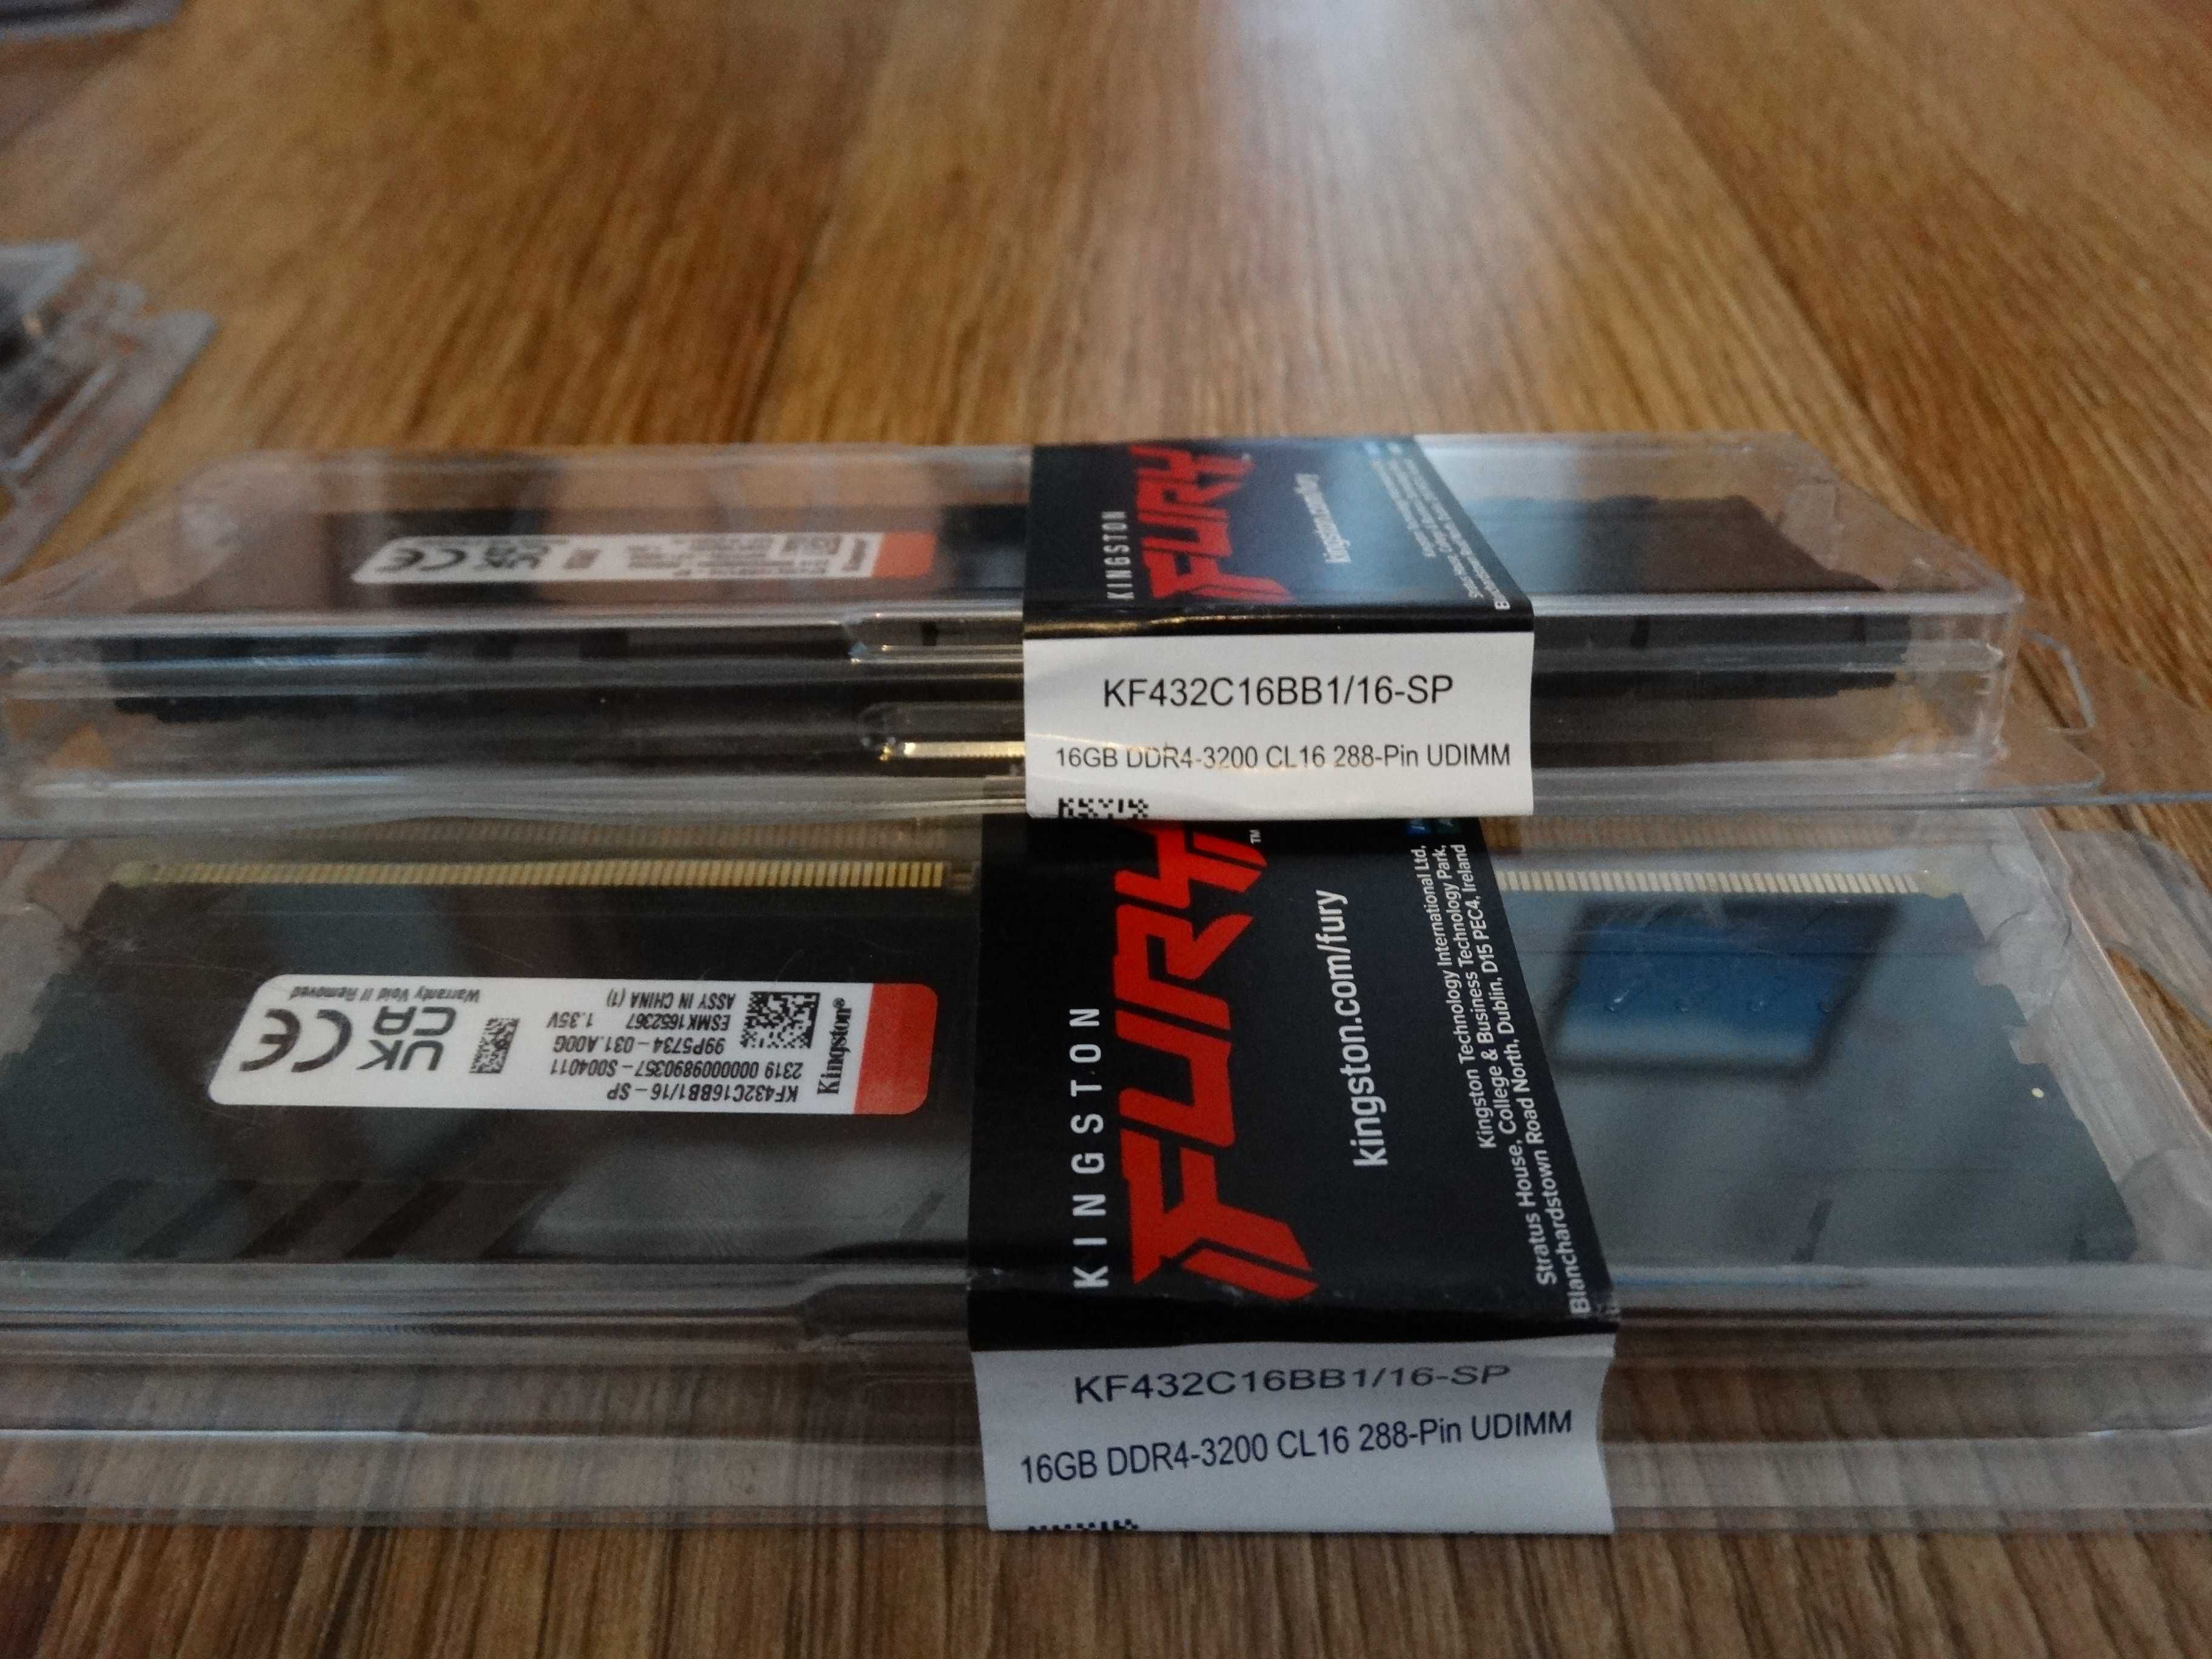 KINGSTON
FURY
kingston.com/fury
KF432C16BB1/16-SP
16GB DDR4-3200 CL16 288-Pin UDIMM
Kingston
KF432C16BB1/16-SP
2319 000009890357-S004011
99P5734-031.A00G
ESMK1652367 1.35V
ASSY IN CHINA (1)
Warranty Void If Removed
UK
CA
CE
KINGSTON
FURY™
kingston.com/fury
Kingston Technology International Ltd,
Stratus House, College & Business Technology Park,
Blanchardstown Road North, Dublin, D15 PEC4, Ireland
KF432C16BB1/16-SP
16GB DDR4-3200 CL16 288-Pin UDIMM